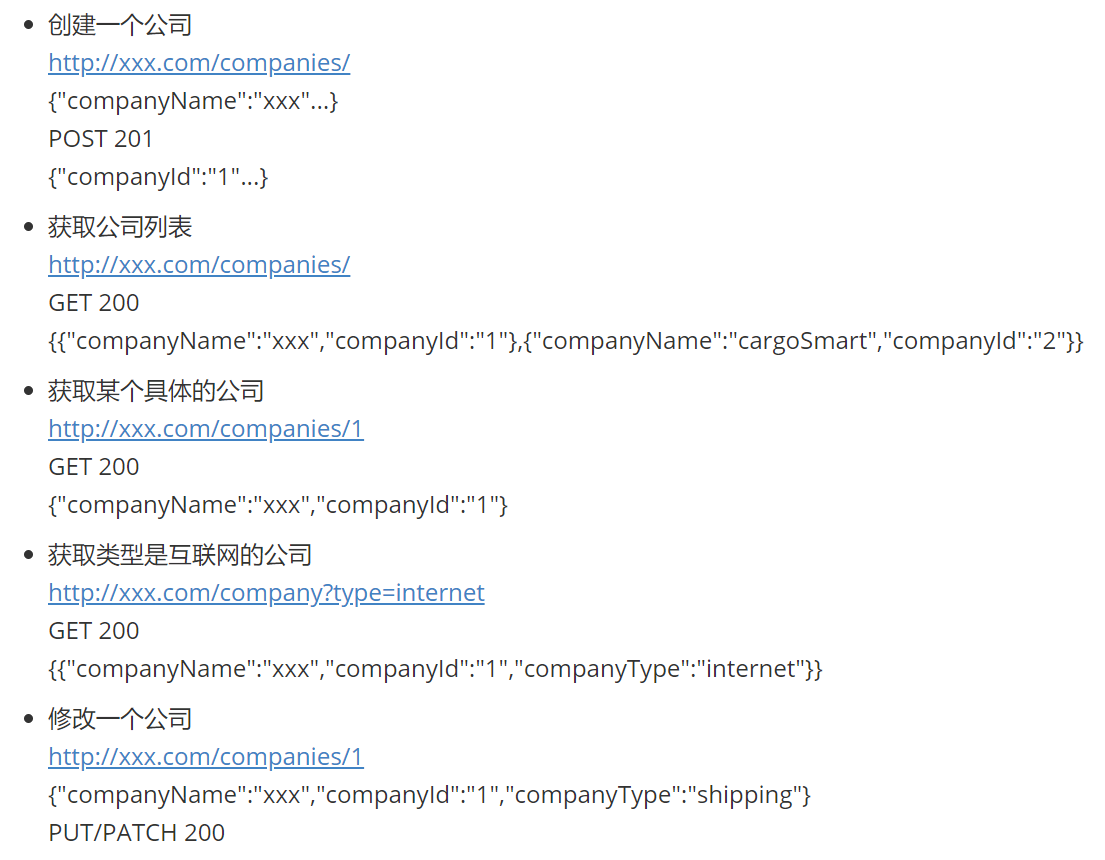 创建一个公司
http://xxx.com/companies/
{"companyName":"xxx"...}
POST 201
{"companyId":"1"...}
获取公司列表
http://xxx.com/companies/
GET 200
{{"companyName":"xxx","companyId":"1"},{"companyName":"cargoSmart","companyId":"2"}}
获取某个具体的公司
http://xxx.com/companies/1
GET 200
{"companyName":"xxx","companyId":"1"}
获取类型是互联网的公司
http://xxx.com/company?type=internet
GET 200
{{"companyName":"xxx","companyId":"1","companyType":"internet"}}
修改一个公司
http://xxx.com/companies/1
{"companyName":"xxx","companyId":"1","companyType":"shipping"}
PUT/PATCH 200